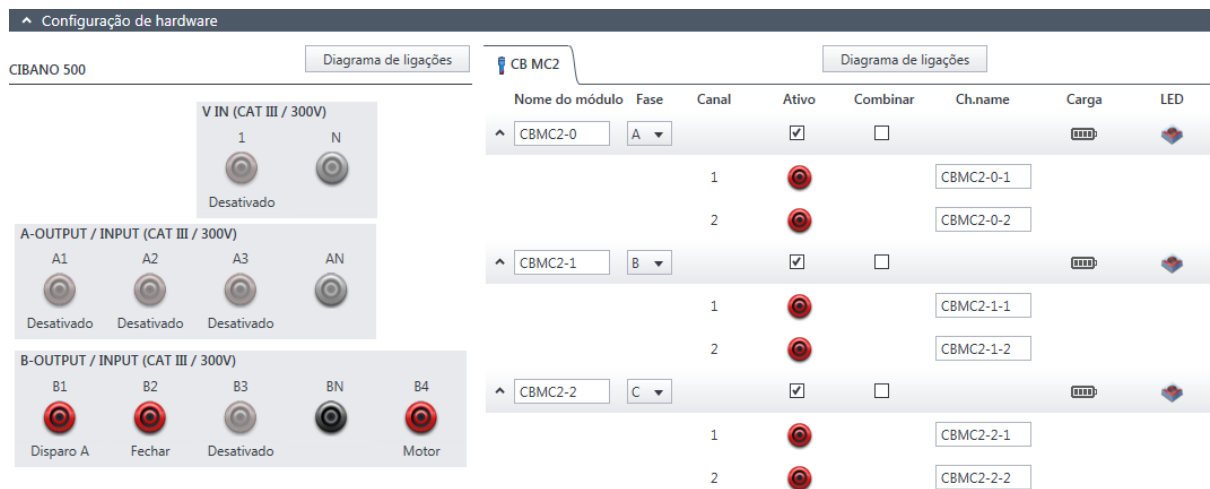 Configuração de hardware
CIBANO 500
Diagrama de ligações
V IN (CAT III / 300V)
1 N
Desativado
A-OUTPUT / INPUT (CAT III / 300V)
A1 A2 A3 AN
Desativado Desativado Desativado
B-OUTPUT / INPUT (CAT III / 300V)
B1 B2 B3 BN B4
Disparo A Fechar Desativado Motor
CB MC2
Diagrama de ligações
Nome do módulo Fase Canal Ativo Combinar Ch.name Carga LED
CBMC2-0 A
1 CBMC2-0-1
2 CBMC2-0-2
CBMC2-1 B
1 CBMC2-1-1
2 CBMC2-1-2
CBMC2-2 C
1 CBMC2-2-1
2 CBMC2-2-2